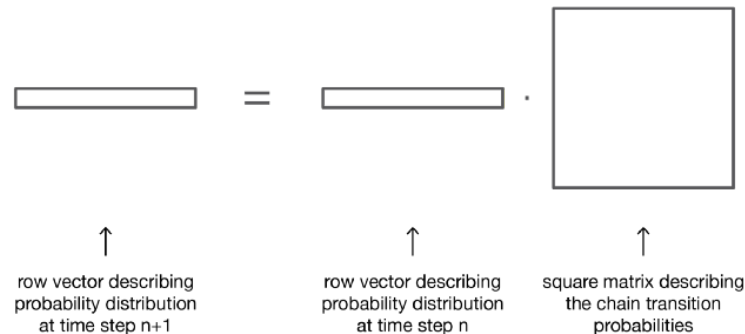 = ·
row vector describing
probability distribution
at time step n+1
row vector describing
probability distribution
at time step n
square matrix describing
the chain transition
probabilities